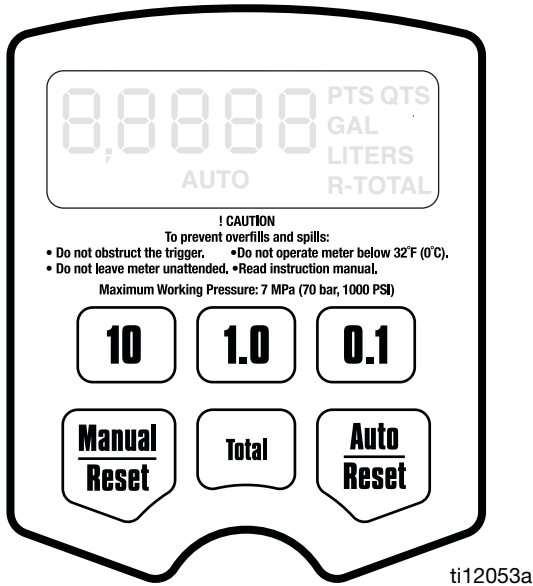 8,8888 PTS QTS
GAL
LITERS
AUTO R-TOTAL
! CAUTION
To prevent overfills and spills:
• Do not obstruct the trigger. •Do not operate meter below 32°F (0°C).
• Do not leave meter unattended. •Read instruction manual.
Maximum Working Pressure: 7 MPa (70 bar, 1000 PSI)
10 1.0 0.1
Manual
Reset
Total
Auto
Reset
ti12053a